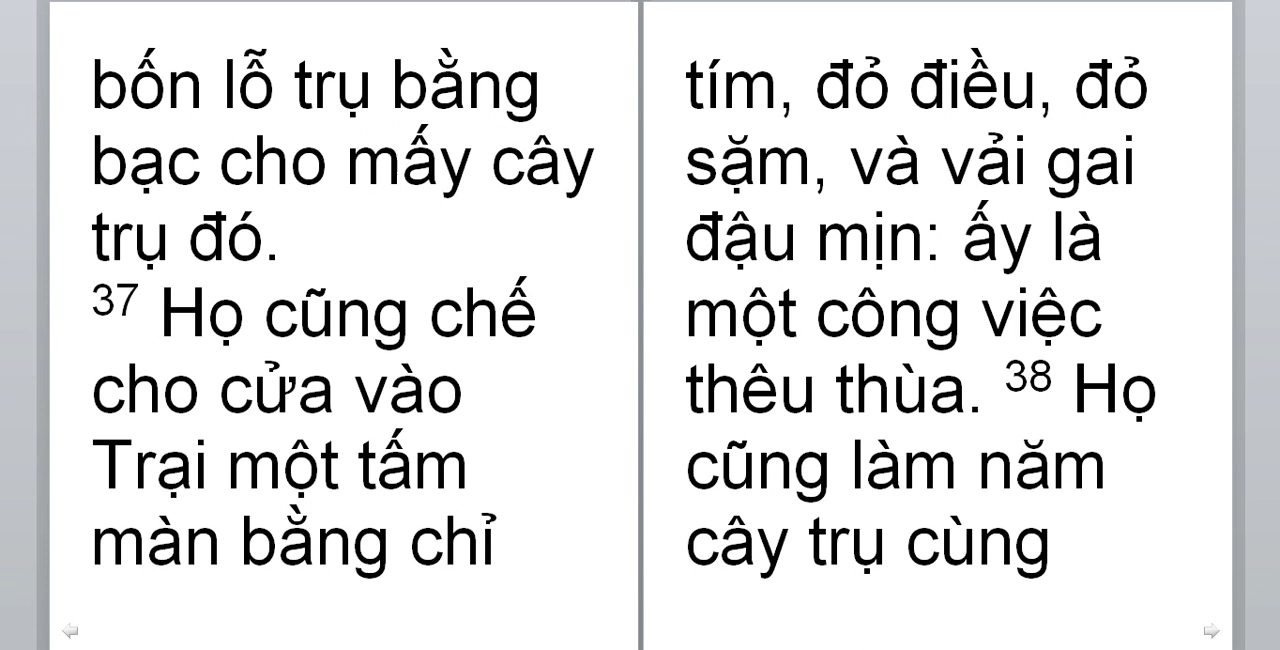 bốn lỗ trụ bằng
bạc cho mấy cây
trụ đó.
37 Họ cũng chế
cho cửa vào
Trại một tấm
màn bằng chỉ
tím, đỏ điều, đỏ
sặm, và vải gai
đậu mịn: ấy là
một công việc
thêu thùa. 38 Họ
cũng làm năm
cây trụ cùng